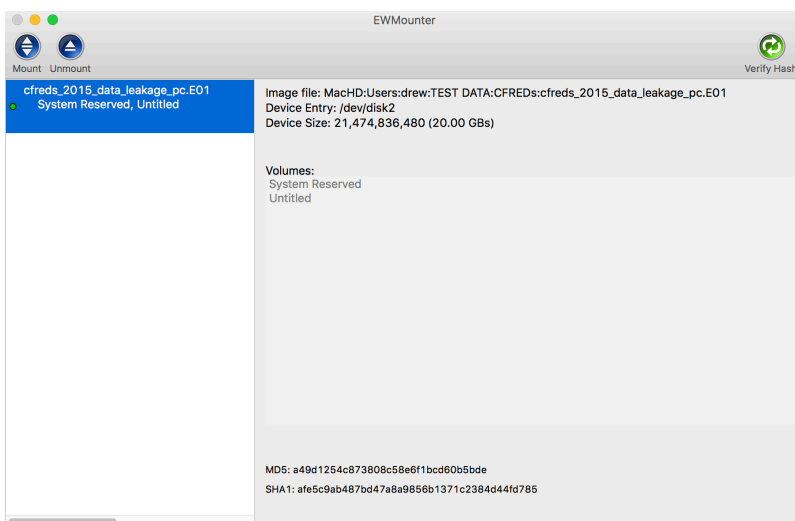 EWMounter
Mount Unmount
Verify Hash
cfreds_2015_data_leakage_pc.E01
System Reserved, Untitled
Image file: MacHD:Users:drew:TEST DATA:CFREDs:cfreds_2015_data_leakage_pc.E01
Device Entry: /dev/disk2
Device Size: 21,474,836,480 (20.00 GBs)
Volumes:
System Reserved
Untitled
MD5: a49d1254c873808c58e6f1bcd60b5bde
SHA1: afe5c9ab487bd47a8a9856b1371c2384d44fd785